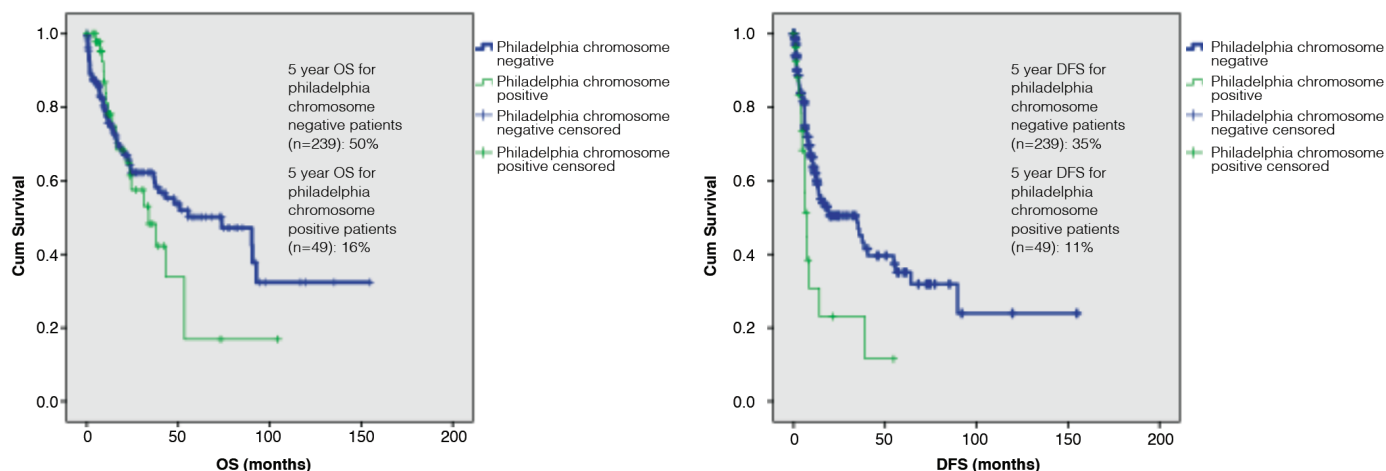 1.0
0.8
0.6
0.4
0.2
0.0
Cum Survival
0
50
100
150
200
OS (months)
5 year OS for
philadelphia
chromosome
negative patients
(n=239): 50%
5 year OS for
philadelphia
chromosome
positive patients
(n=49): 16%
Philadelphia chromosome
negative
Philadelphia chromosome
positive
Philadelphia chromosome
negative censored
Philadelphia chromosome
positive censored
1.0
0.8
0.6
0.4
0.2
0.0
Cum Survival
0
50
100
150
200
DFS (months)
5 year DFS for
philadelphia
chromosome
negative patients
(n=239): 35%
5 year DFS for
philadelphia
chromosome
positive patients
(n=49): 11%
Philadelphia chromosome
negative
Philadelphia chromosome
positive
Philadelphia chromosome
negative censored
Philadelphia chromosome
positive censored